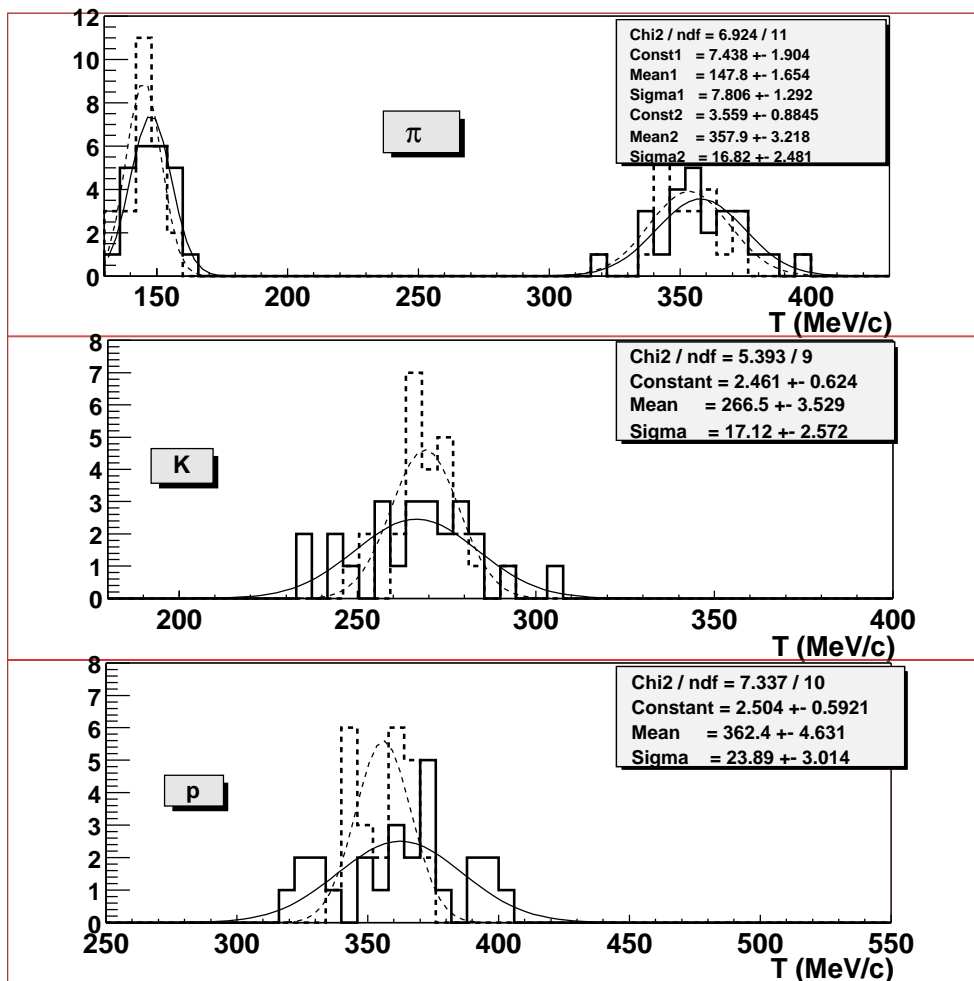 12
10
8
6
4
2
0
Chi2 / ndf = 6.924 / 11
Const1 = 7.438 +- 1.904
Mean1 = 147.8 +- 1.654
Sigma1 = 7.806 +- 1.292
Const2 = 3.559 +- 0.8845
Mean2 = 357.9 +- 3.218
Sigma2 = 16.82 +- 2.481
π
150 200 250 300 350 400
T (MeV/c)
8
7
6
5
4
3
2
1
0
Chi2 / ndf = 5.393 / 9
Constant = 2.461 +- 0.624
Mean = 266.5 +- 3.529
Sigma = 17.12 +- 2.572
K
200 250 300 350 400
T (MeV/c)
8
7
6
5
4
3
2
1
0
Chi2 / ndf = 7.337 / 10
Constant = 2.504 +- 0.5921
Mean = 362.4 +- 4.631
Sigma = 23.89 +- 3.014
p
250 300 350 400 450 500 550
T (MeV/c)